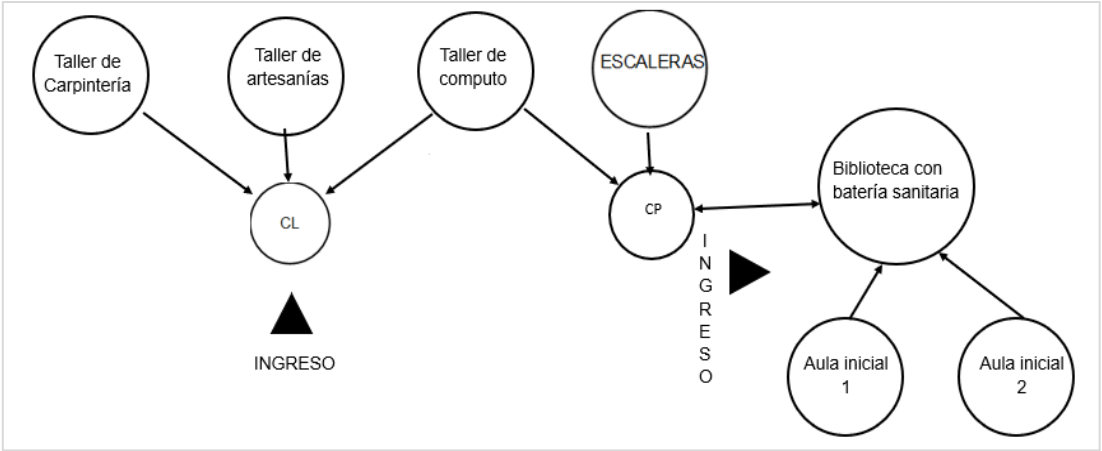 Taller de
Carpintería
Taller de
artesanías
Taller de
computo
ESCALERAS
CL
CP
Biblioteca con
batería sanitaria
INGRESO
INGRESO
Aula inicial
1
Aula inicial
2